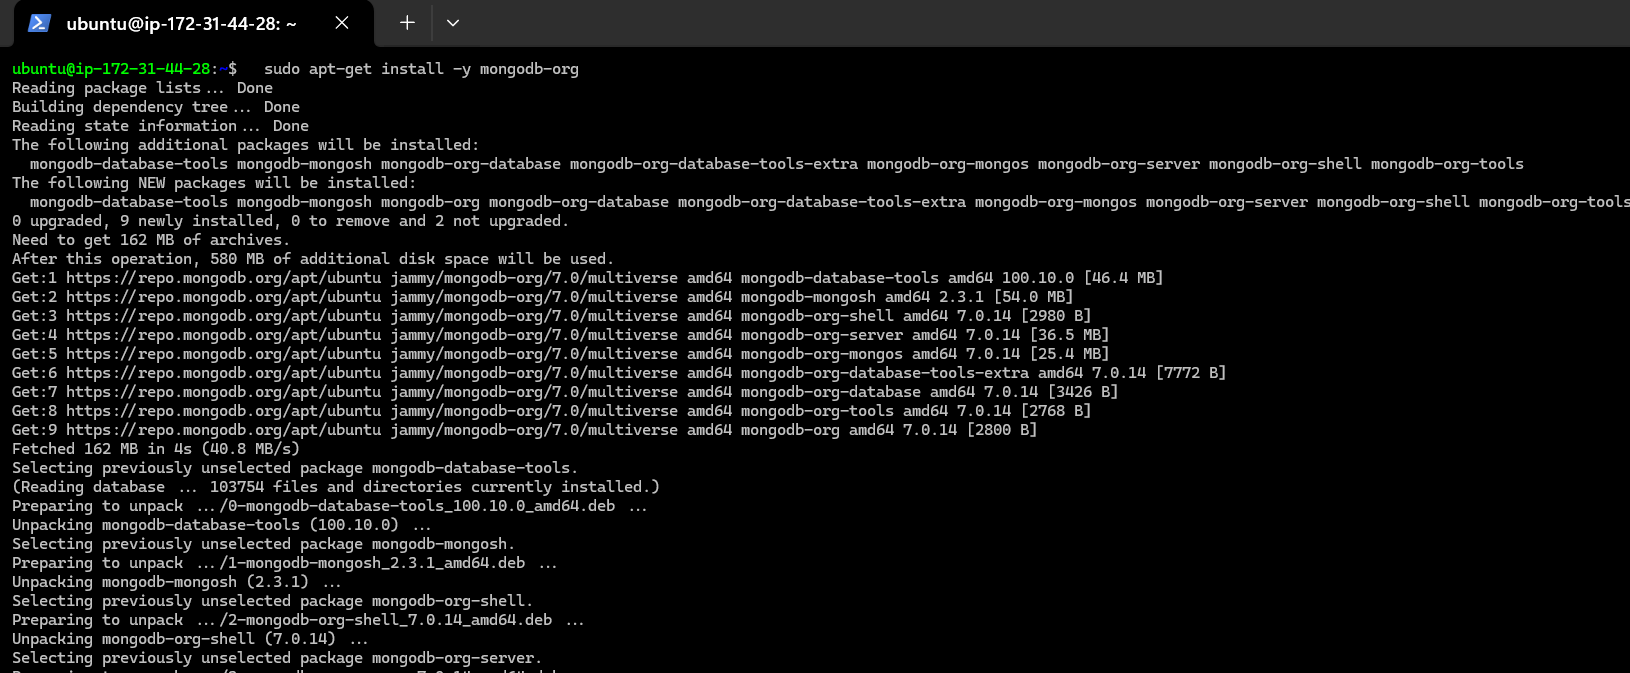 ubuntu@ip-172-31-44-28: ~
ubuntu@ip-172-31-44-28:~$   sudo apt-get install -y mongodb-org
Reading package lists... Done
Building dependency tree... Done
Reading state information... Done
The following additional packages will be installed:
  mongodb-database-tools mongodb-mongosh mongodb-org-database mongodb-org-database-tools-extra mongodb-org-mongos mongodb-org-server mongodb-org-shell mongodb-org-tools
The following NEW packages will be installed:
  mongodb-database-tools mongodb-mongosh mongodb-org mongodb-org-database mongodb-org-database-tools-extra mongodb-org-mongos mongodb-org-server mongodb-org-shell mongodb-org-tools
0 upgraded, 9 newly installed, 0 to remove and 2 not upgraded.
Need to get 162 MB of archives.
After this operation, 580 MB of additional disk space will be used.
Get:1 https://repo.mongodb.org/apt/ubuntu jammy/mongodb-org/7.0/multiverse amd64 mongodb-database-tools amd64 100.10.0 [46.4 MB]
Get:2 https://repo.mongodb.org/apt/ubuntu jammy/mongodb-org/7.0/multiverse amd64 mongodb-mongosh amd64 2.3.1 [54.0 MB]
Get:3 https://repo.mongodb.org/apt/ubuntu jammy/mongodb-org/7.0/multiverse amd64 mongodb-org-shell amd64 7.0.14 [2980 B]
Get:4 https://repo.mongodb.org/apt/ubuntu jammy/mongodb-org/7.0/multiverse amd64 mongodb-org-server amd64 7.0.14 [36.5 MB]
Get:5 https://repo.mongodb.org/apt/ubuntu jammy/mongodb-org/7.0/multiverse amd64 mongodb-org-mongos amd64 7.0.14 [25.4 MB]
Get:6 https://repo.mongodb.org/apt/ubuntu jammy/mongodb-org/7.0/multiverse amd64 mongodb-org-database-tools-extra amd64 7.0.14 [7772 B]
Get:7 https://repo.mongodb.org/apt/ubuntu jammy/mongodb-org/7.0/multiverse amd64 mongodb-org-database amd64 7.0.14 [3426 B]
Get:8 https://repo.mongodb.org/apt/ubuntu jammy/mongodb-org/7.0/multiverse amd64 mongodb-org-tools amd64 7.0.14 [2768 B]
Get:9 https://repo.mongodb.org/apt/ubuntu jammy/mongodb-org/7.0/multiverse amd64 mongodb-org amd64 7.0.14 [2800 B]
Fetched 162 MB in 4s (40.8 MB/s)
Selecting previously unselected package mongodb-database-tools.
(Reading database ... 103754 files and directories currently installed.)
Preparing to unpack .../0-mongodb-database-tools_100.10.0_amd64.deb ...
Unpacking mongodb-database-tools (100.10.0) ...
Selecting previously unselected package mongodb-mongosh.
Preparing to unpack .../1-mongodb-mongosh_2.3.1_amd64.deb ...
Unpacking mongodb-mongosh (2.3.1) ...
Selecting previously unselected package mongodb-org-shell.
Preparing to unpack .../2-mongodb-org-shell_7.0.14_amd64.deb ...
Unpacking mongodb-org-shell (7.0.14) ...
Selecting previously unselected package mongodb-org-server.